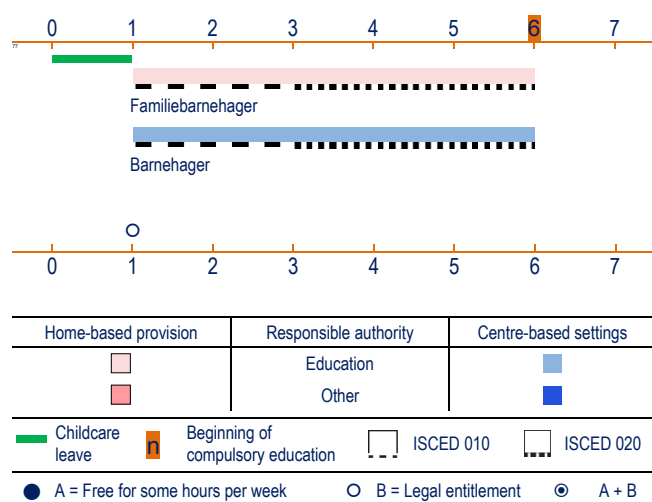 0 1 2 3 4 5 6 7
77
Familiebarnehager
Barnehager
0 1 2 3 4 5 6 7
Home-based provision Responsible authority Centre-based settings
Education
Other
Childcare leave
n
Beginning of compulsory education
ISCED 010
ISCED 020
A = Free for some hours per week B = Legal entitlement A + B